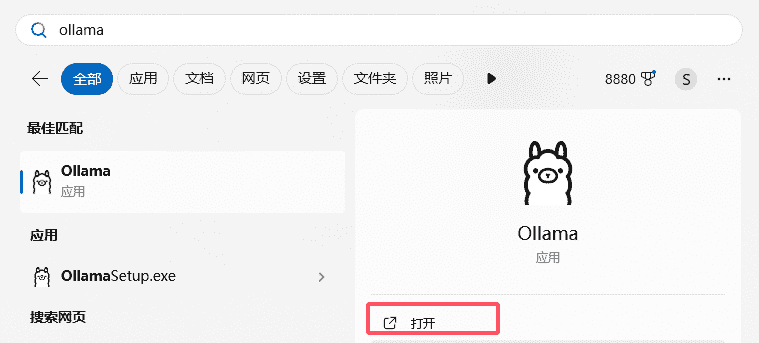 ollama
全部 应用 文档 网页 设置 文件夹 照片 8880 S
最佳匹配
Ollama
应用
应用
OllamaSetup.exe
搜索网页
Ollama
应用
打开